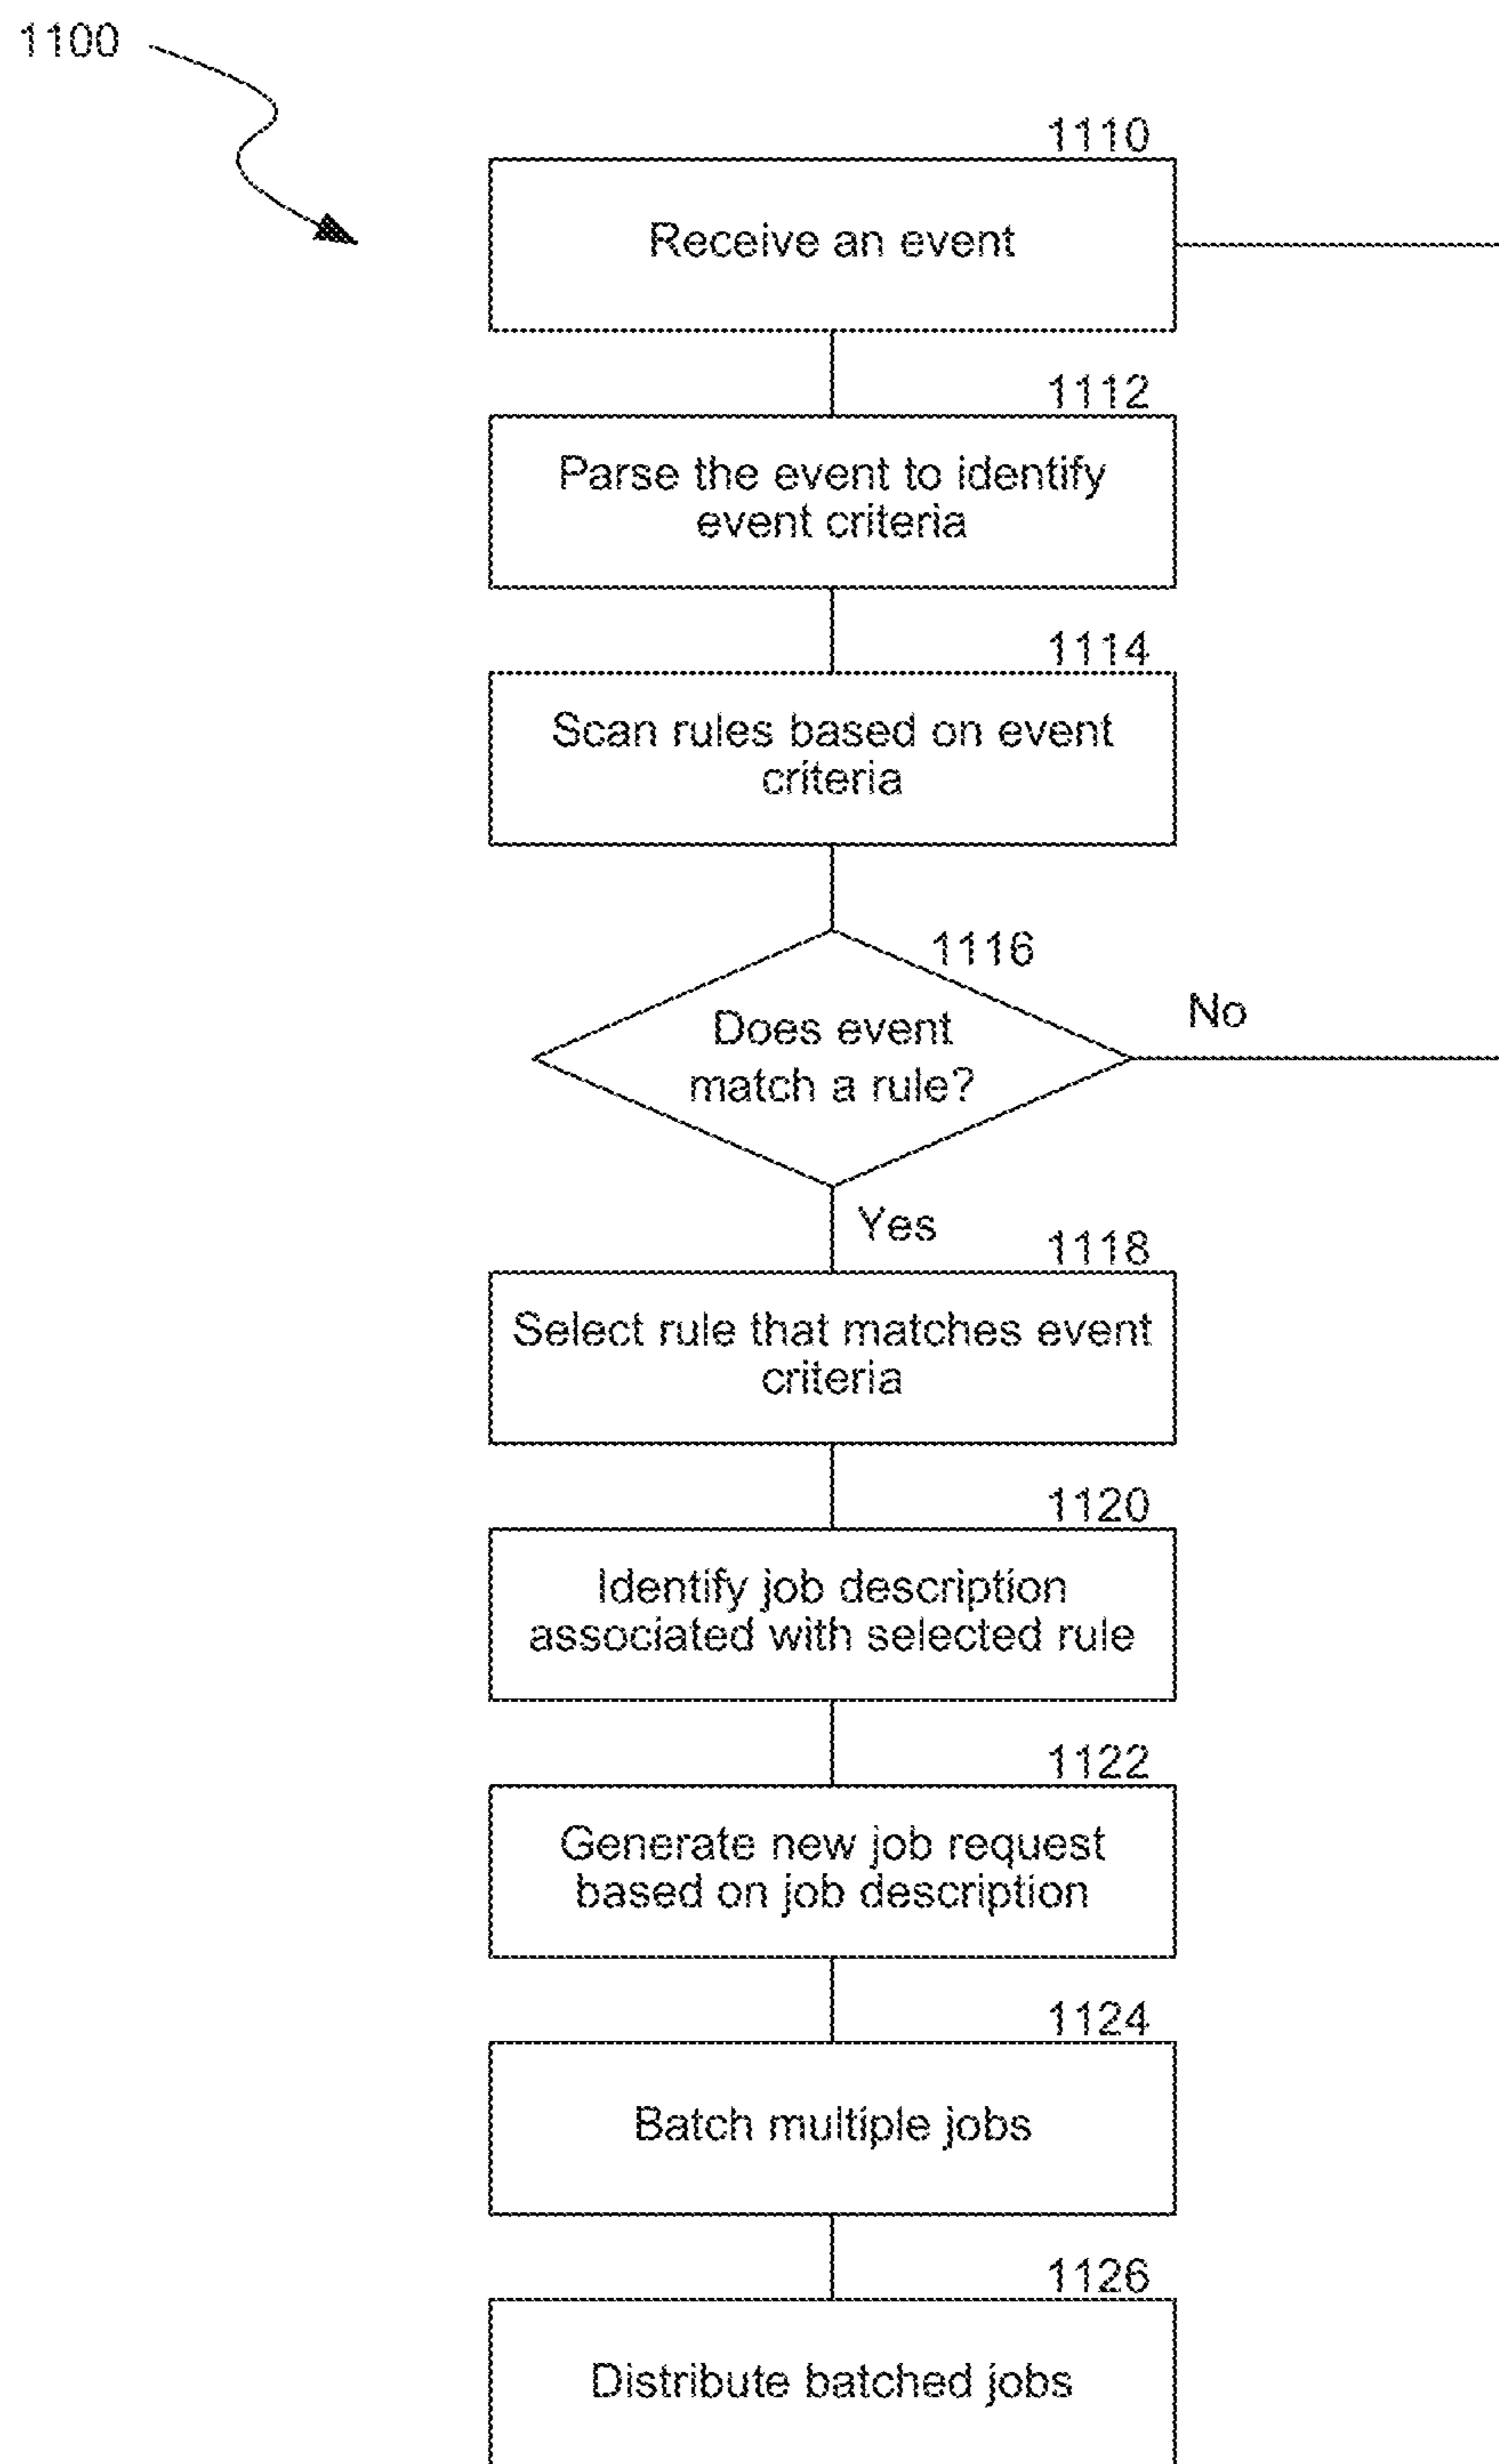 1100
1110
Receive an event
1112
Parse the event to identify
event criteria
1114
Scan rules based on event
criteria
1116
Does event
match a rule?
No
Yes
1118
Select rule that matches event
criteria
1120
Identify job description
associated with selected rule
1122
Generate new job request
based on job description
1124
Batch multiple jobs
1126
Distribute batched jobs